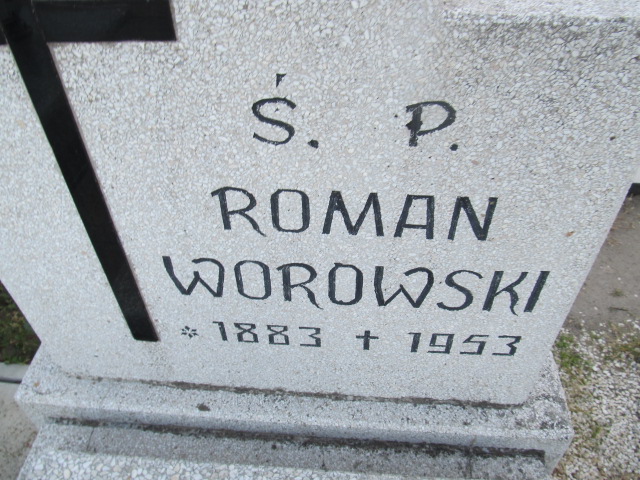 Ś. P.
ROMAN
WOROWSKI
* 1883 + 1953